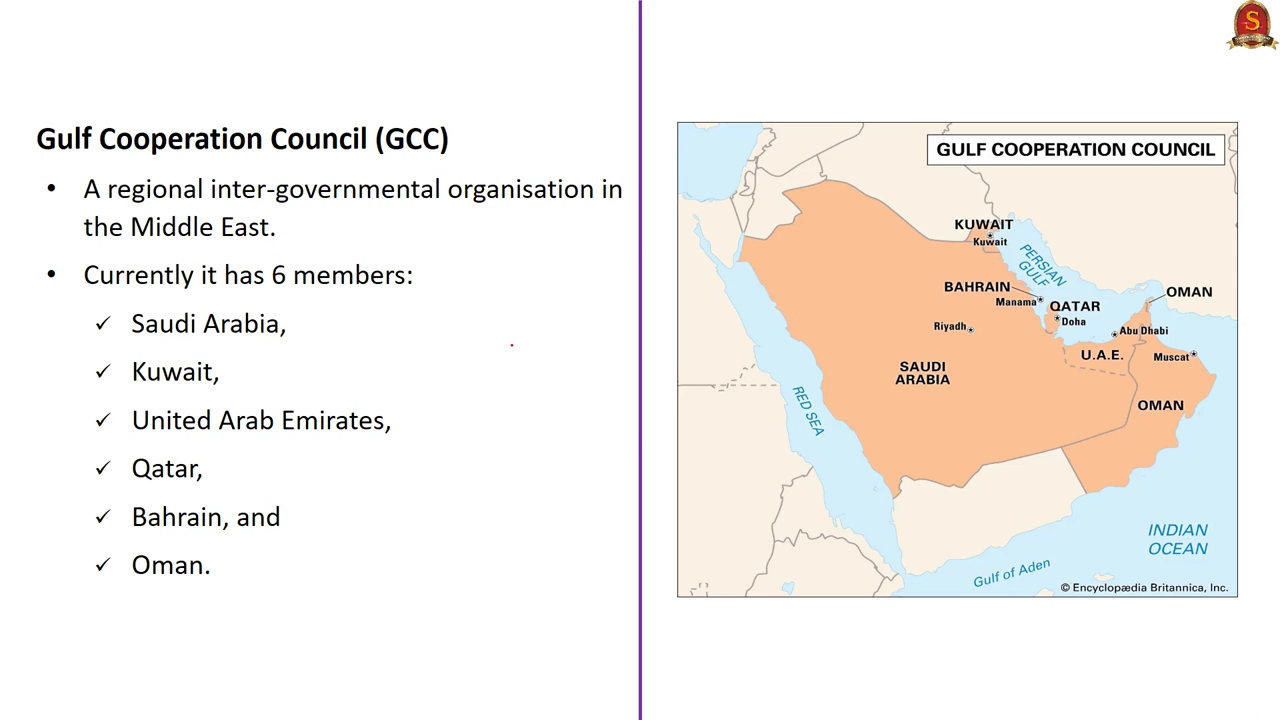 Gulf Cooperation Council (GCC)
• A regional inter-governmental organisation in
the Middle East.
• Currently it has 6 members:
✓ Saudi Arabia,
✓ Kuwait,
✓ United Arab Emirates,
✓ Qatar,
✓ Bahrain, and
✓ Oman.
S
GULF COOPERATION COUNCIL
KUWAIT
Kuwait
PERSIAN
GULF
BAHRAIN
Manama
QATAR
Doha
OMAN
Abu Dhabi
Riyadh
U.A.E.
Muscat
SAUDI
ARABIA
OMAN
RED SEA
INDIAN
OCEAN
Gulf of Aden
© Encyclopædia Britannica, Inc.